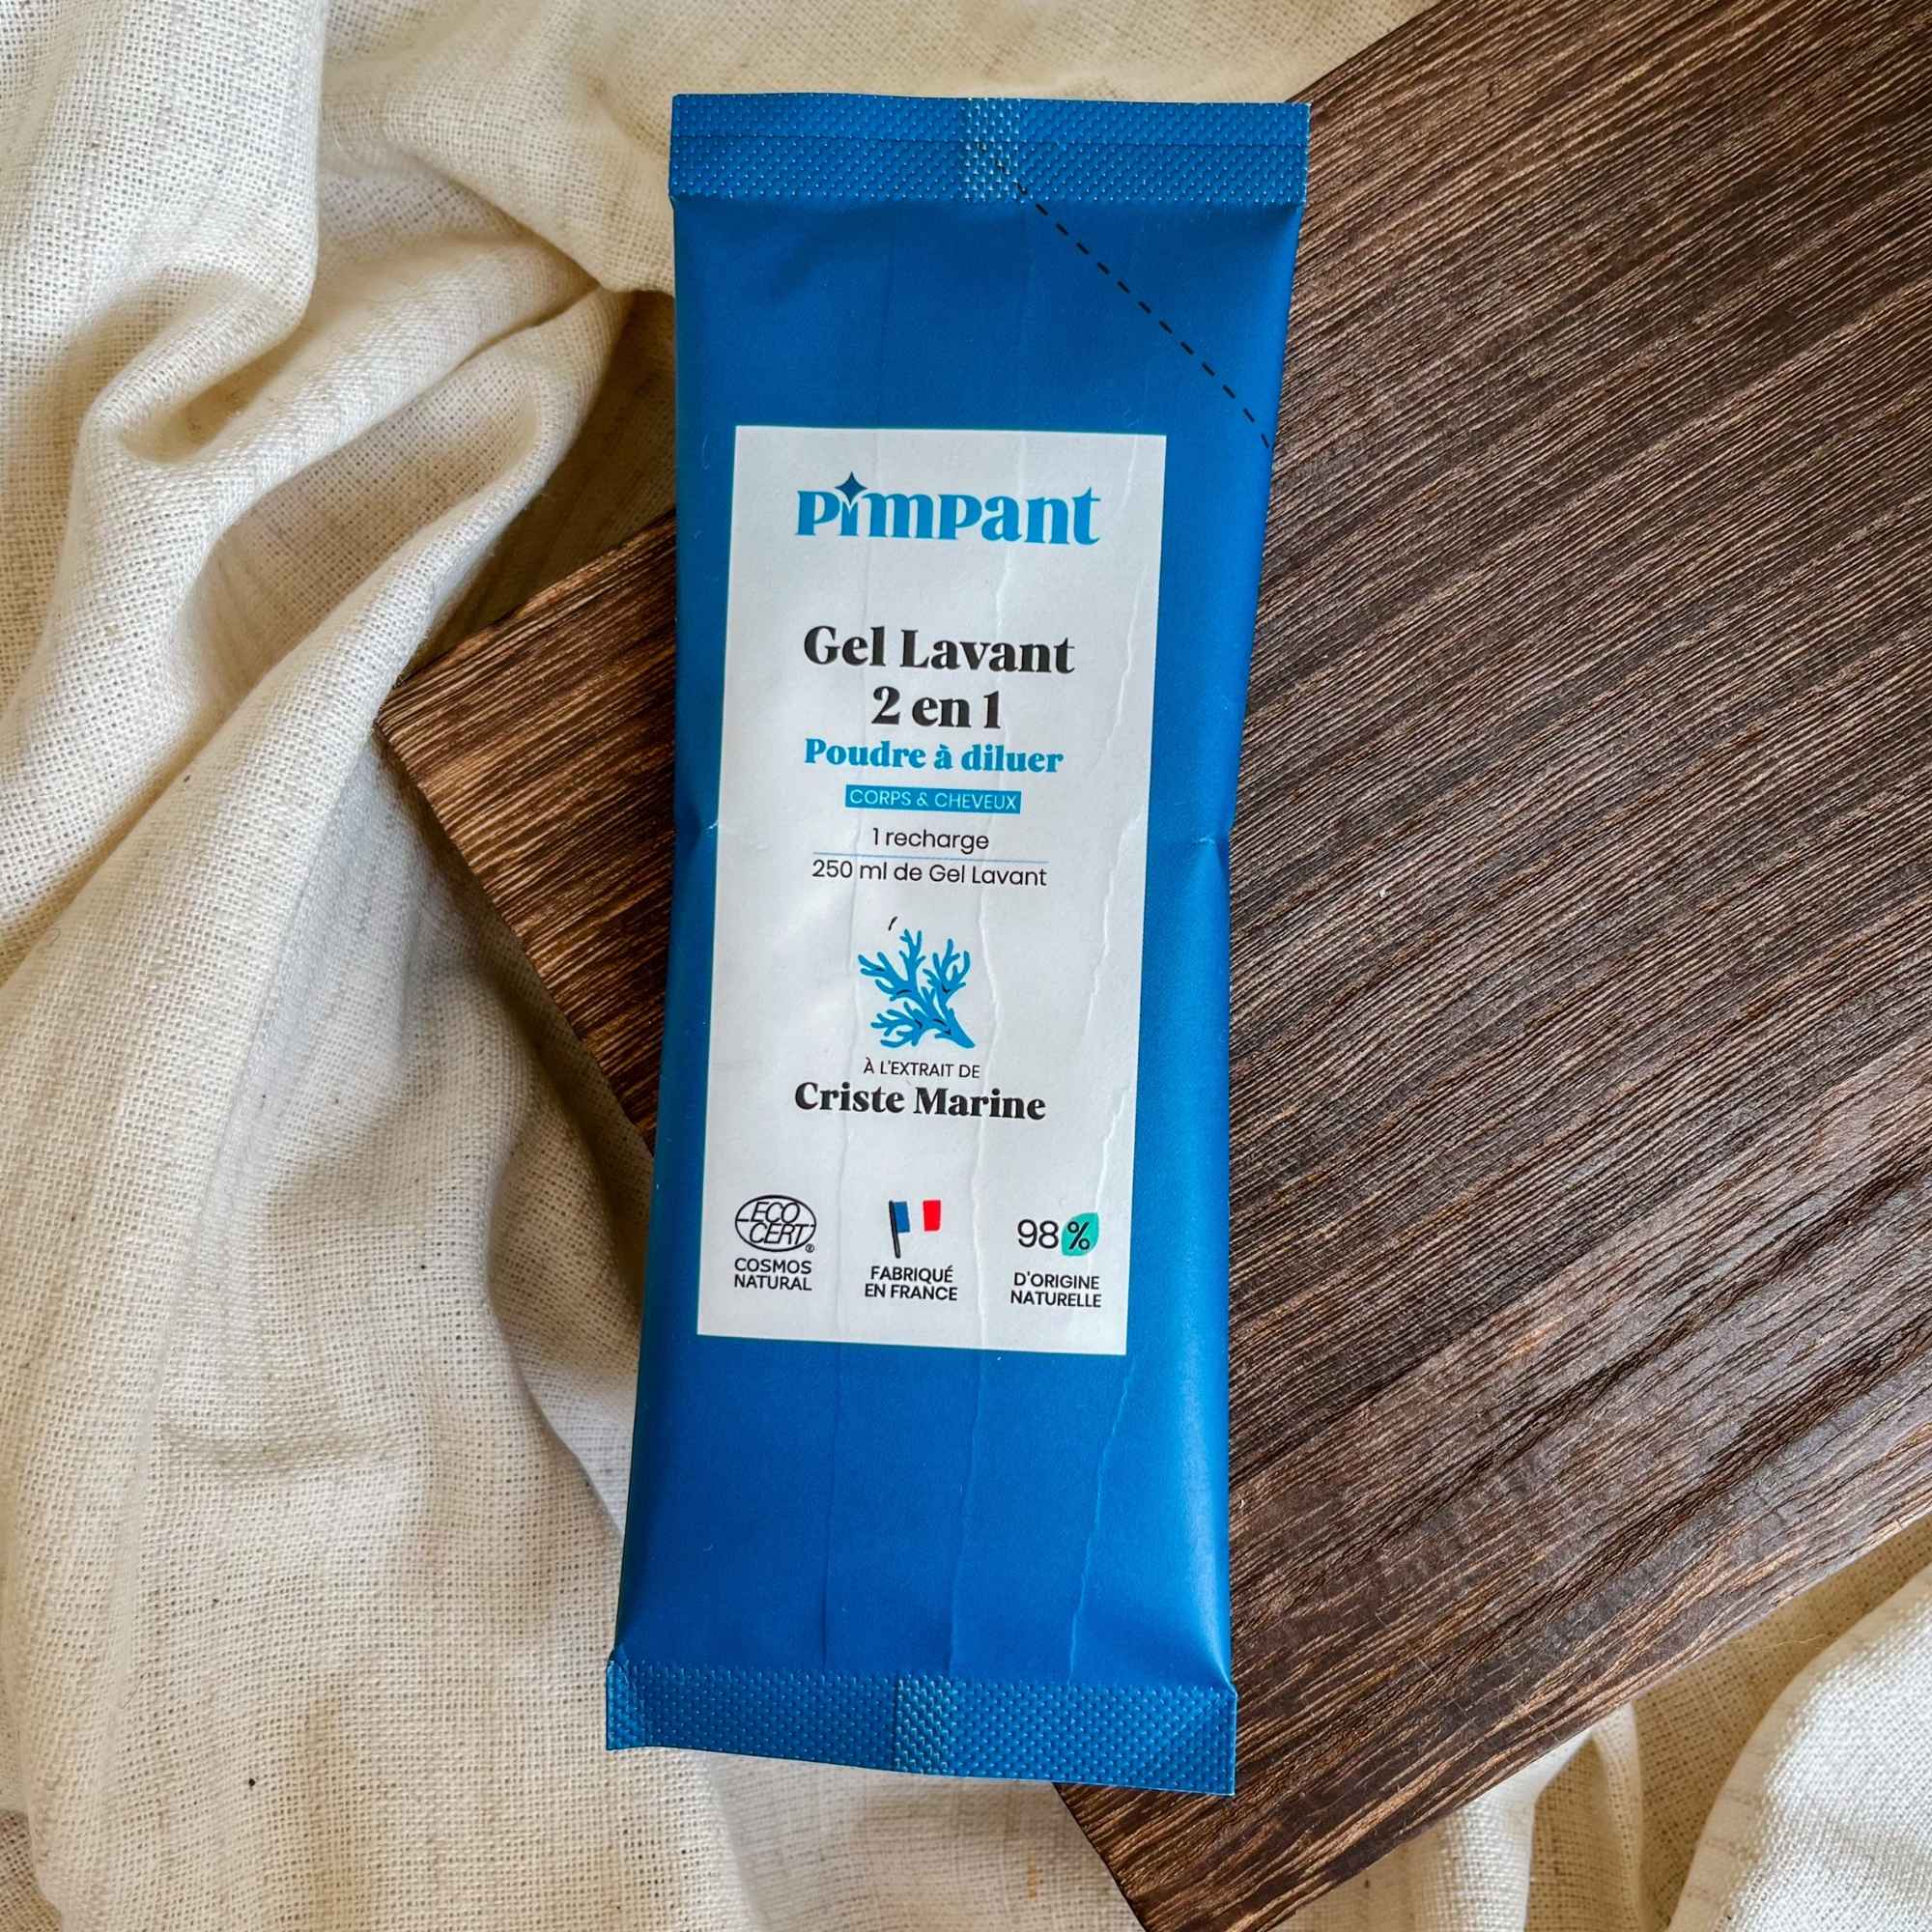 Pimpant
Gel Lavant
2 en 1
Poudre à diluer
CORPS & CHEVEUX
1 recharge
250 ml de Gel Lavant
À L'EXTRAIT DE
Criste Marine
ECO
CERT®
COSMOS
NATURAL
FABRIQUÉ
EN FRANCE
98%
D'ORIGINE
NATURELLE